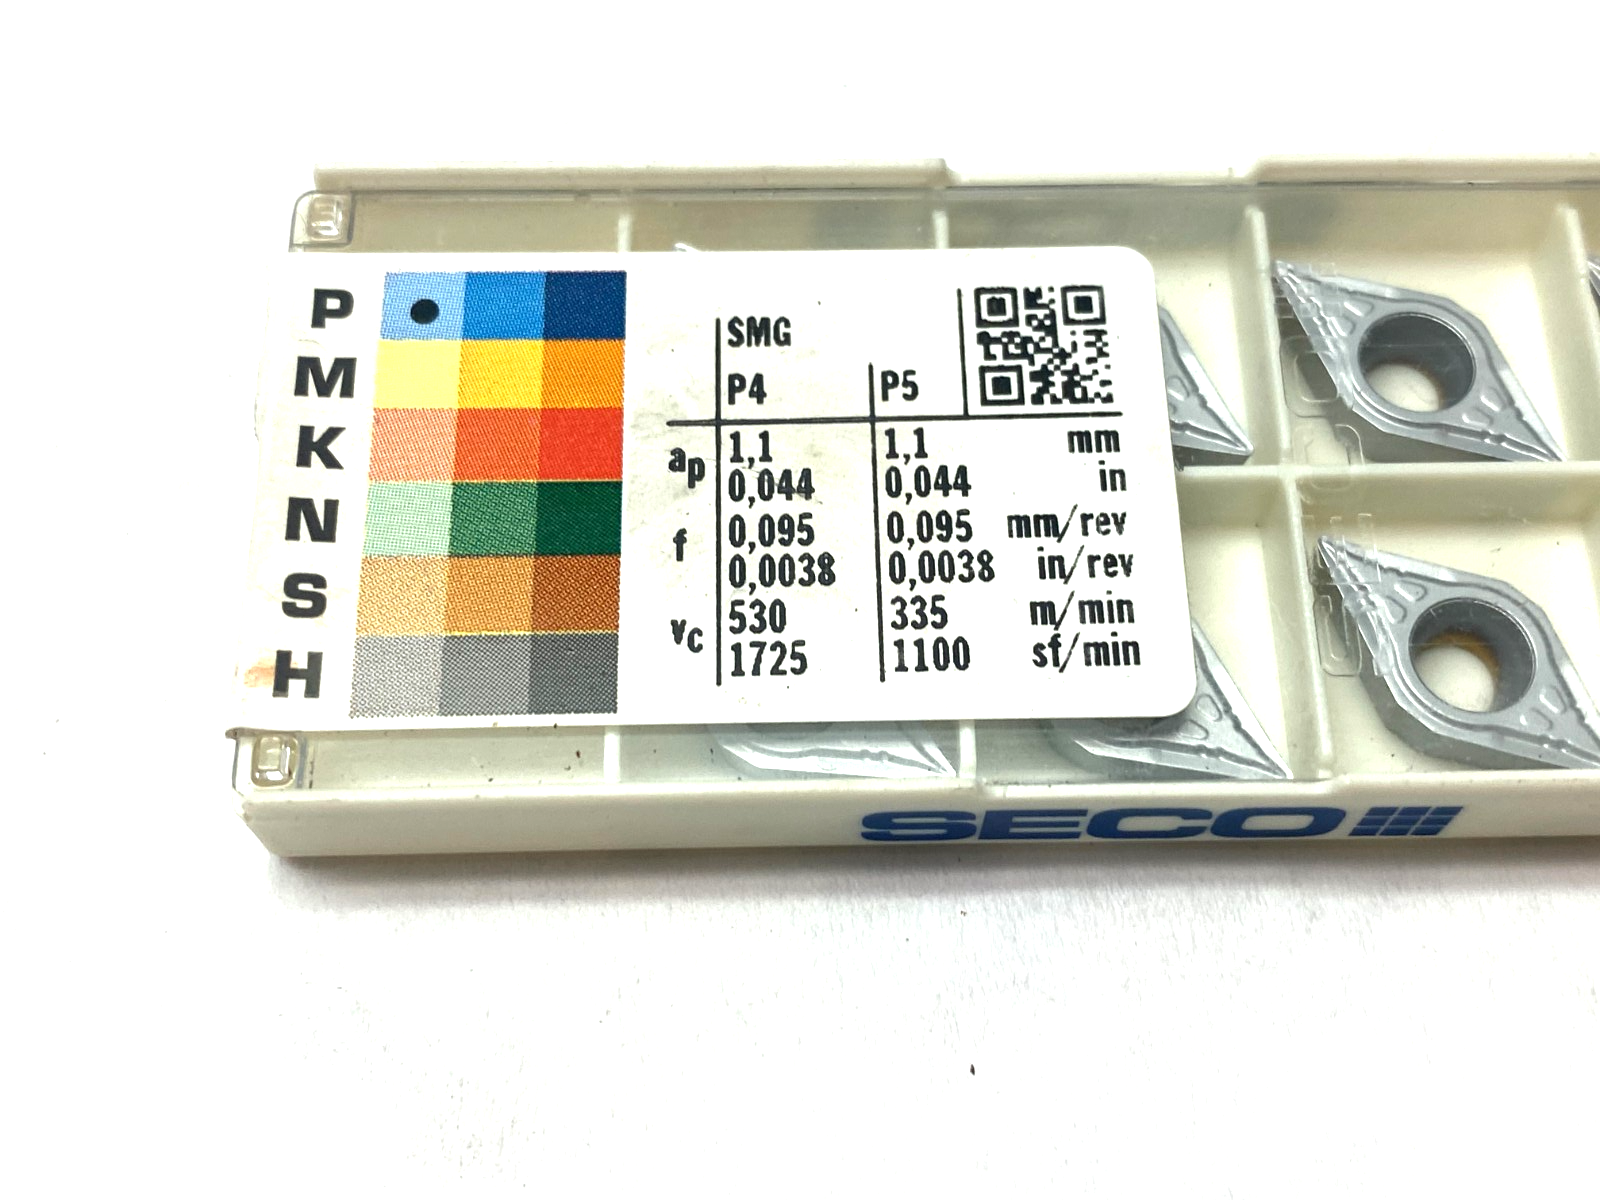 P
M
K
N
S
H
SMG
P4 P5
ap 1,1 1,1 mm
0,044 0,044 in
f 0,095 0,095 mm/rev
0,0038 0,0038 in/rev
vc 530 335 m/min
1725 1100 sf/min
SECO